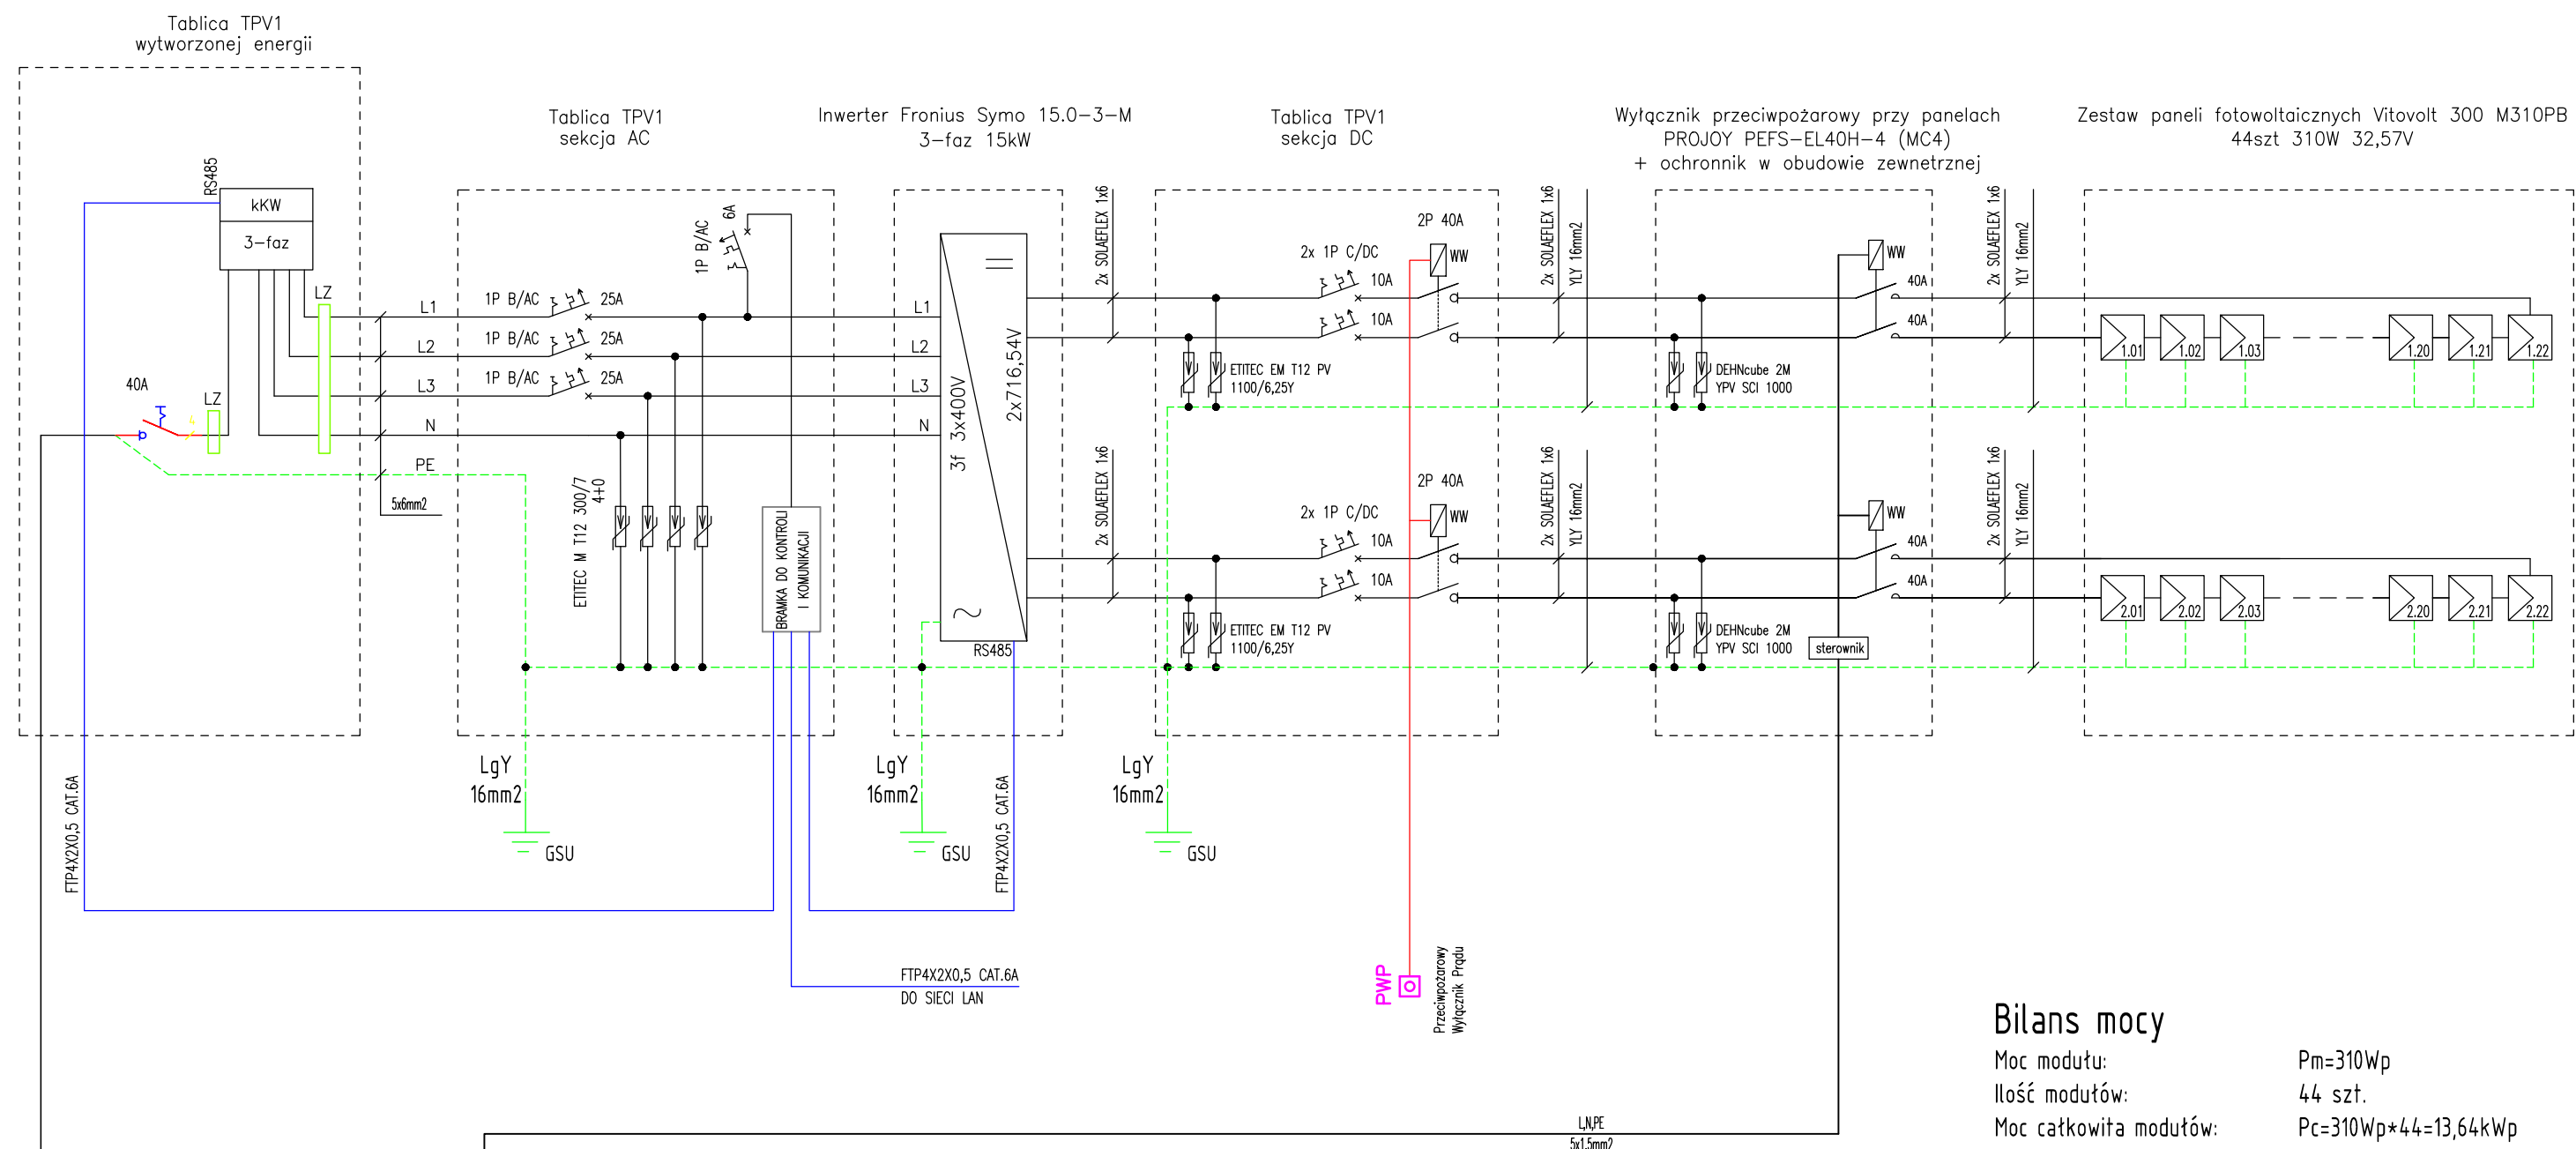 Tablica TPV1
wytworzonej energii
Tablica TPV1
sekcja AC
Inwerter Fronius Symo 15.0-3-M
3-faz 15kW
Tablica TPV1
sekcja DC
Wyłącznik przeciwpożarowy przy panelach
PROJOY PEFS-EL40H-4 (MC4)
+ ochronnik w obudowie zewnetrznej
Zestaw paneli fotowoltaicznych Vitovolt 300 M310PB
44szt 310W 32,57V
RS485
kKW
3-faz
LZ
40A
LZ
4
L1
L2
L3
N
PE
5x6mm2
1P B/AC
25A
1P B/AC
25A
1P B/AC
25A
1P B/AC
6A
ETITEC M T12 300/7
4+0
BRAMKA DO KONTROLI
I KOMUNIKACJI
L1
L2
L3
N
3f 3x400V
2x716,54V
RS485
2x SOLAEFLEX 1x6
2x 1P C/DC
10A
10A
2P 40A
WW
ETITEC EM T12 PV
1100/6,25Y
2x SOLAEFLEX 1x6
YLY 16mm2
WW
40A
40A
DEHNcube 2M
YPV SCI 1000
2x SOLAEFLEX 1x6
YLY 16mm2
1.01
1.02
1.03
1.20
1.21
1.22
2x SOLAEFLEX 1x6
2x 1P C/DC
10A
10A
2P 40A
WW
ETITEC EM T12 PV
1100/6,25Y
2x SOLAEFLEX 1x6
YLY 16mm2
WW
40A
40A
DEHNcube 2M
YPV SCI 1000
sterownik
2x SOLAEFLEX 1x6
YLY 16mm2
2.01
2.02
2.03
2.20
2.21
2.22
LgY
16mm2
GSU
LgY
16mm2
GSU
LgY
16mm2
GSU
FTP4X2X0,5 CAT.6A
FTP4X2X0,5 CAT.6A
FTP4X2X0,5 CAT.6A
DO SIECI LAN
PWP
Przeciwpożarowy
Wyłącznik Prądu
L,N,PE
5x1,5mm2
Bilans mocy
Moc modułu: Pm=310Wp
Ilość modułów: 44 szt.
Moc całkowita modułów: Pc=310Wp*44=13,64kWp